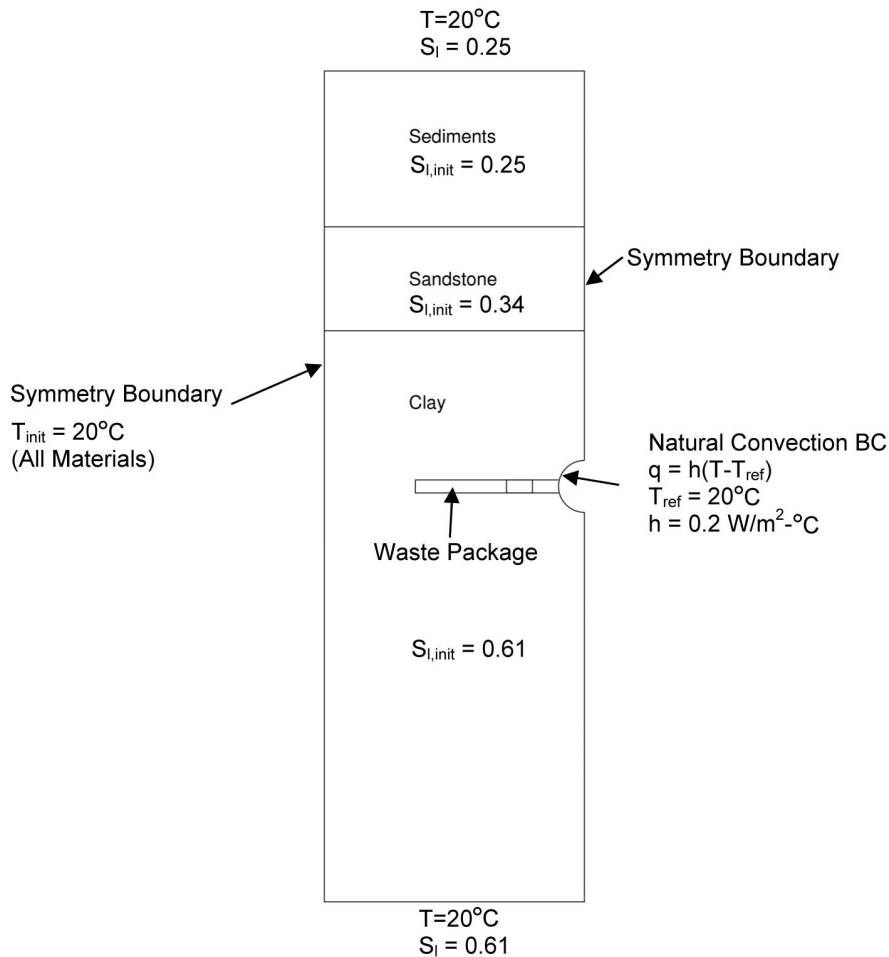 T=20°C
Sₗ = 0.25
Sediments
Sₗ,ᵢₙᵢₜ = 0.25
Symmetry Boundary
Sandstone
Sₗ,ᵢₙᵢₜ = 0.34
Symmetry Boundary
Tᵢₙᵢₜ = 20°C
(All Materials)
Clay
Natural Convection BC
q = h(T-Tᵣₑf)
Tᵣₑf = 20°C
h = 0.2 W/m²-°C
Waste Package
Sₗ,ᵢₙᵢₜ = 0.61
T=20°C
Sₗ = 0.61